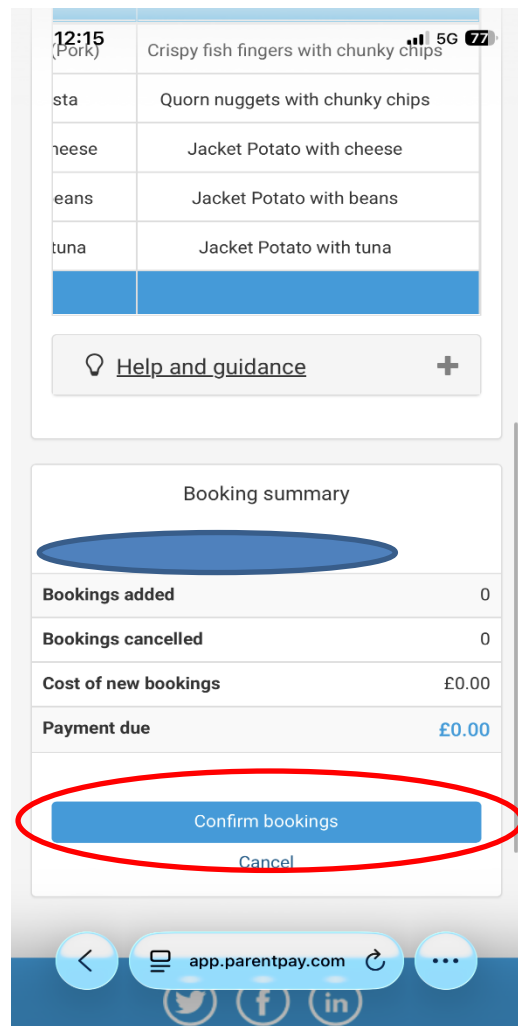 12:15 5G 77
(Pork) Crispy fish fingers with chunky chips
sta Quorn nuggets with chunky chips
heese Jacket Potato with cheese
eans Jacket Potato with beans
tuna Jacket Potato with tuna
Help and guidance
Booking summary
Bookings added 0
Bookings cancelled 0
Cost of new bookings £0.00
Payment due £0.00
Confirm bookings
Cancel
app.parentpay.com